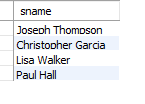 sname
Joseph Thompson
Christopher Garcia
Lisa Walker
Paul Hall